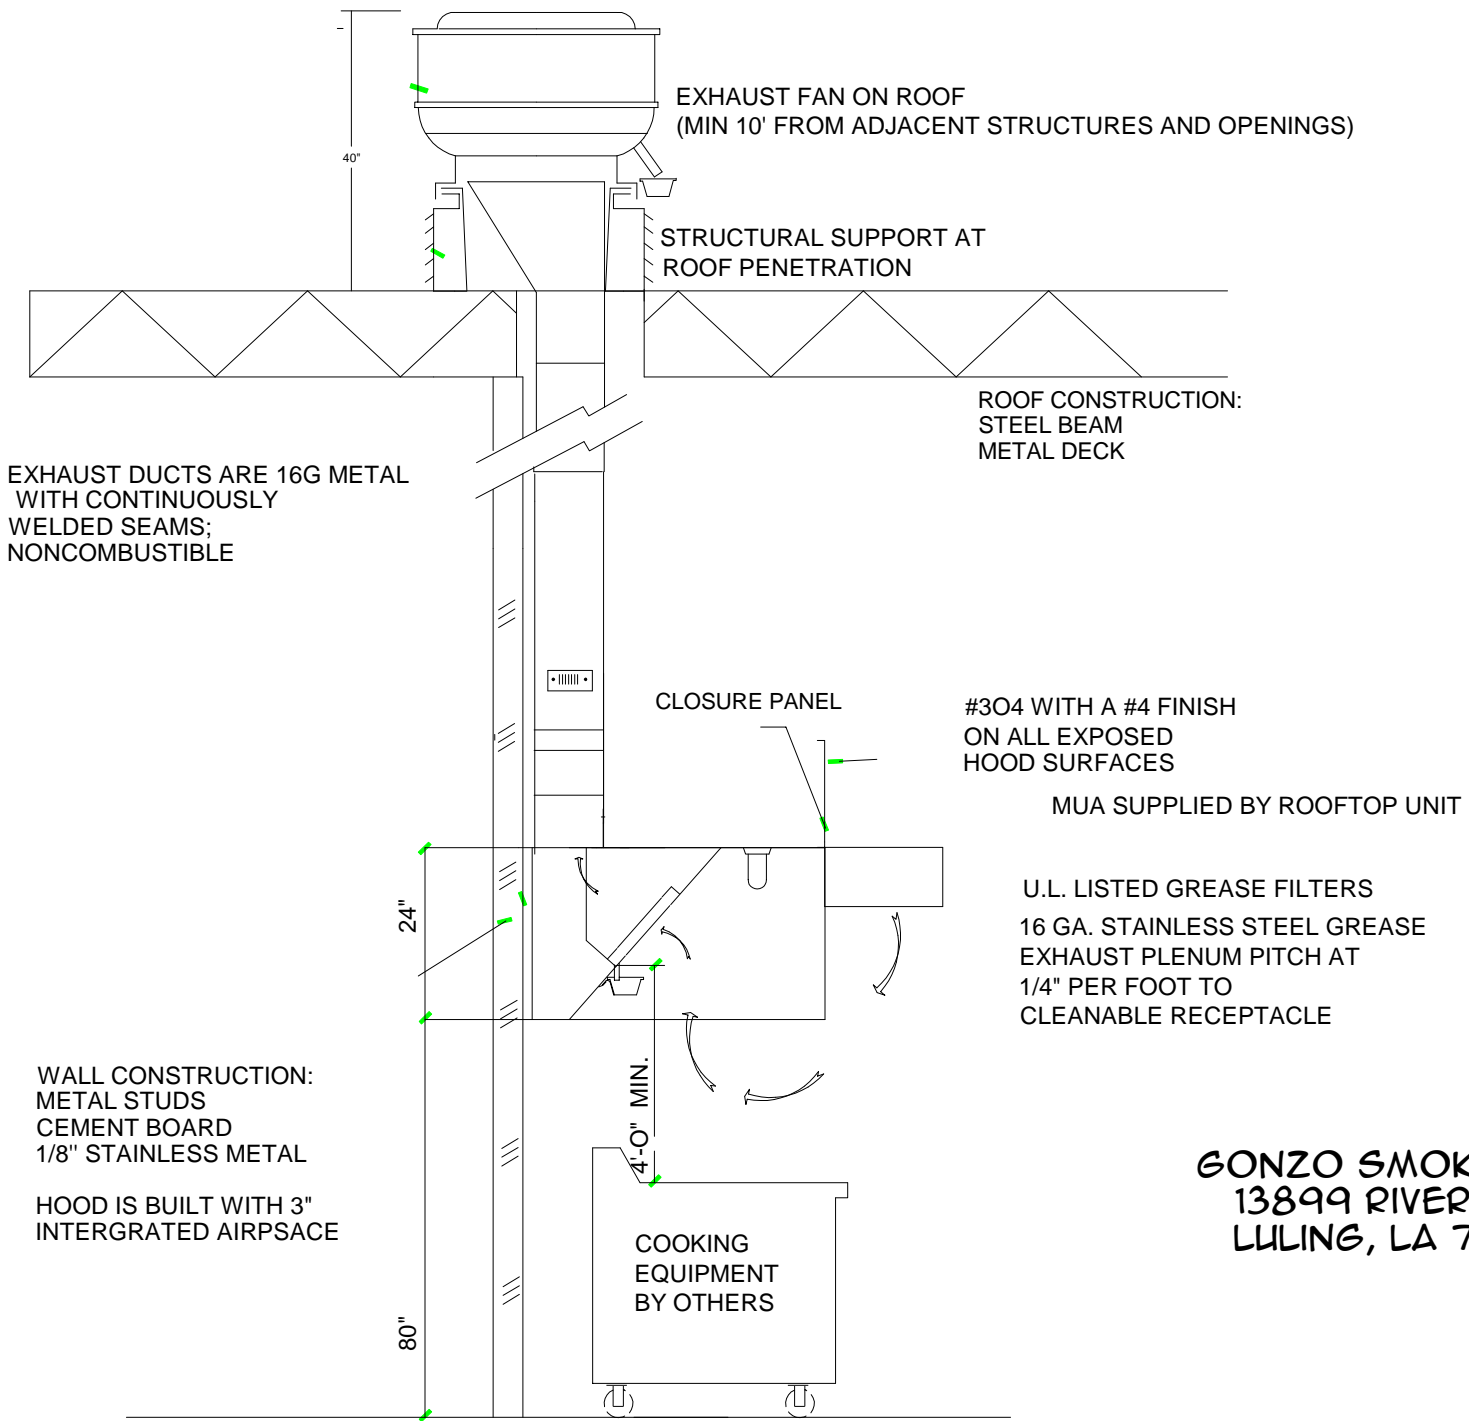 EXHAUST FAN ON ROOF
(MIN 10' FROM ADJACENT STRUCTURES AND OPENINGS)
40"
STRUCTURAL SUPPORT AT
ROOF PENETRATION
ROOF CONSTRUCTION:
STEEL BEAM
METAL DECK
EXHAUST DUCTS ARE 16G METAL
WITH CONTINUOUSLY
WELDED SEAMS;
NONCOMBUSTIBLE
CLOSURE PANEL
#3O4 WITH A #4 FINISH
ON ALL EXPOSED
HOOD SURFACES
MUA SUPPLIED BY ROOFTOP UNIT
24"
U.L. LISTED GREASE FILTERS
16 GA. STAINLESS STEEL GREASE
EXHAUST PLENUM PITCH AT
1/4" PER FOOT TO
CLEANABLE RECEPTACLE
4'-O" MIN.
WALL CONSTRUCTION:
METAL STUDS
CEMENT BOARD
1/8" STAINLESS METAL
HOOD IS BUILT WITH 3"
INTERGRATED AIRPSACE
80"
COOKING
EQUIPMENT
BY OTHERS
GONZO SMOK
13899 RIVER
LULING, LA 7